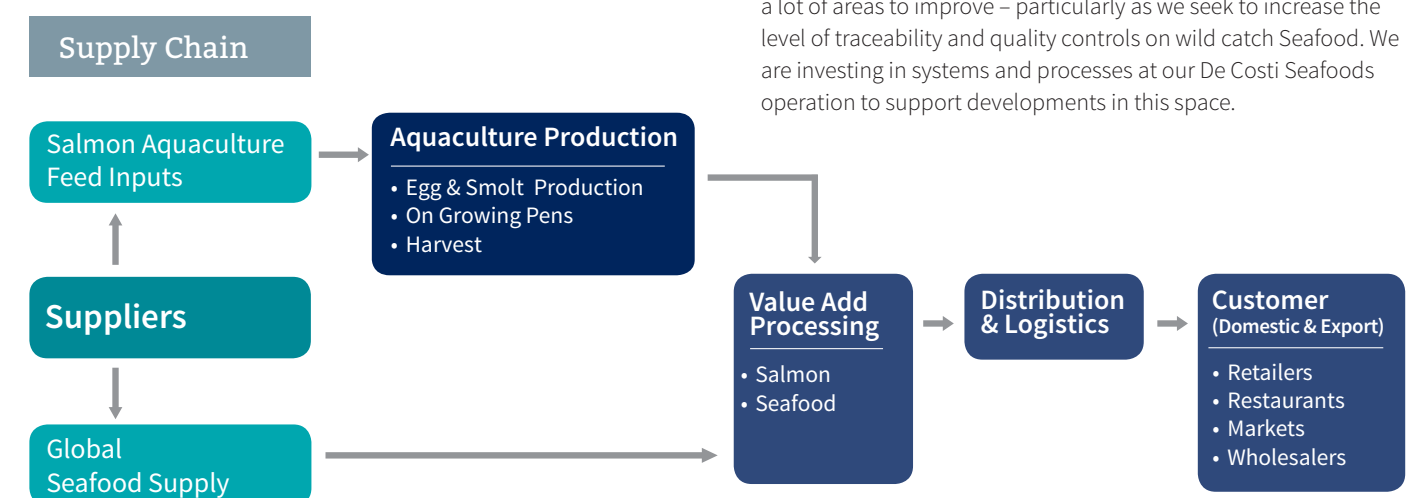 a lot of areas to improve – particularly as we seek to increase the
level of traceability and quality controls on wild catch Seafood. We
are investing in systems and processes at our De Costi Seafoods
operation to support developments in this space.
Supply Chain
Salmon Aquaculture
Feed Inputs
Aquaculture Production
• Egg & Smolt Production
• On Growing Pens
• Harvest
Suppliers
Global
Seafood Supply
Value Add
Processing
• Salmon
• Seafood
Distribution
& Logistics
Customer
(Domestic & Export)
• Retailers
• Restaurants
• Markets
• Wholesalers